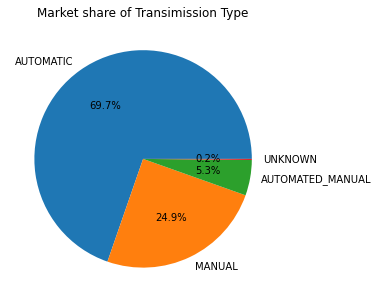 Market share of Transimission Type
AUTOMATIC
69.7%
0.2%
UNKNOWN
5.3%
AUTOMATED_MANUAL
24.9%
MANUAL